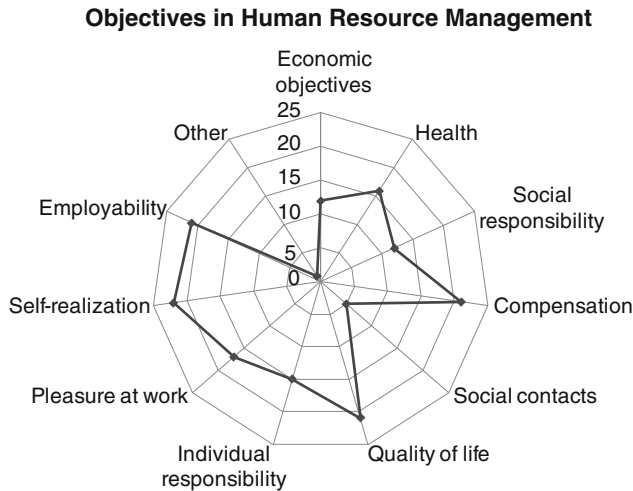 Objectives in Human Resource Management
Economic
objectives
25
20
15
10
5
0
Health
Social
responsibility
Compensation
Social contacts
Quality of life
Individual
responsibility
Pleasure at work
Self-realization
Employability
Other